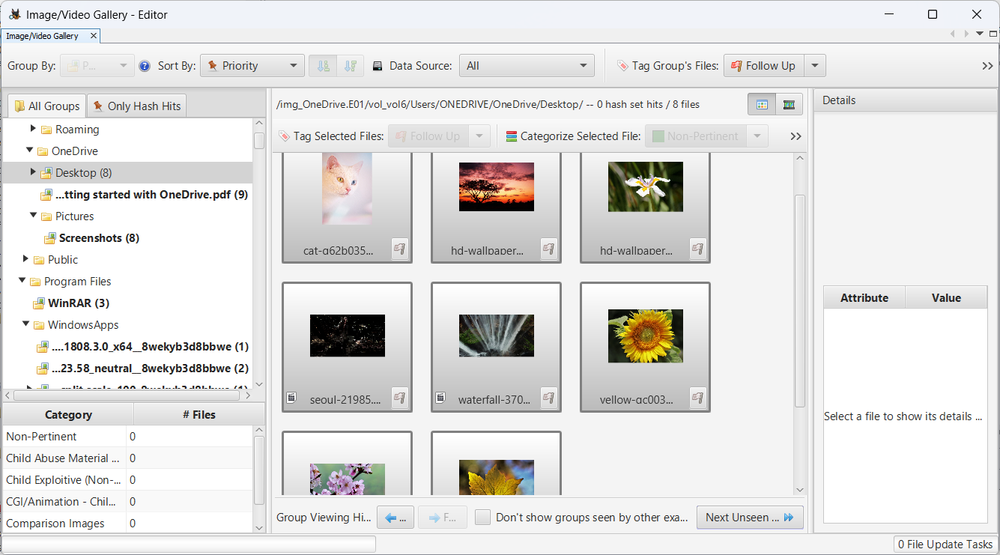 Image/Video Gallery - Editor
Image/Video Gallery
Group By: P... Sort By: Priority Data Source: All Tag Group's Files: Follow Up
All Groups Only Hash Hits
Roaming
OneDrive
Desktop (8)
...tting started with OneDrive.pdf (9)
Pictures
Screenshots (8)
Public
Program Files
WinRAR (3)
WindowsApps
....1808.3.0_x64__8wekyb3d8bbwe (1)
...23.58_neutral__8wekyb3d8bbwe (2)
Category # Files
Non-Pertinent 0
Child Abuse Material ... 0
Child Exploitive (Non-... 0
CGI/Animation - Chil... 0
Comparison Images 0
/img_OneDrive.E01/vol_vol6/Users/ONEDRIVE/OneDrive/Desktop/ -- 0 hash set hits / 8 files
Tag Selected Files: Follow Up Categorize Selected File: Non-Pertinent
cat-g62b035... hd-wallpaper... hd-wallpaper...
seoul-21985.... waterfall-370... yellow-gc003...
Group Viewing Hi... ... F... Don't show groups seen by other exa... Next Unseen ...
Details
Attribute Value
Select a file to show its details ...
0 File Update Tasks